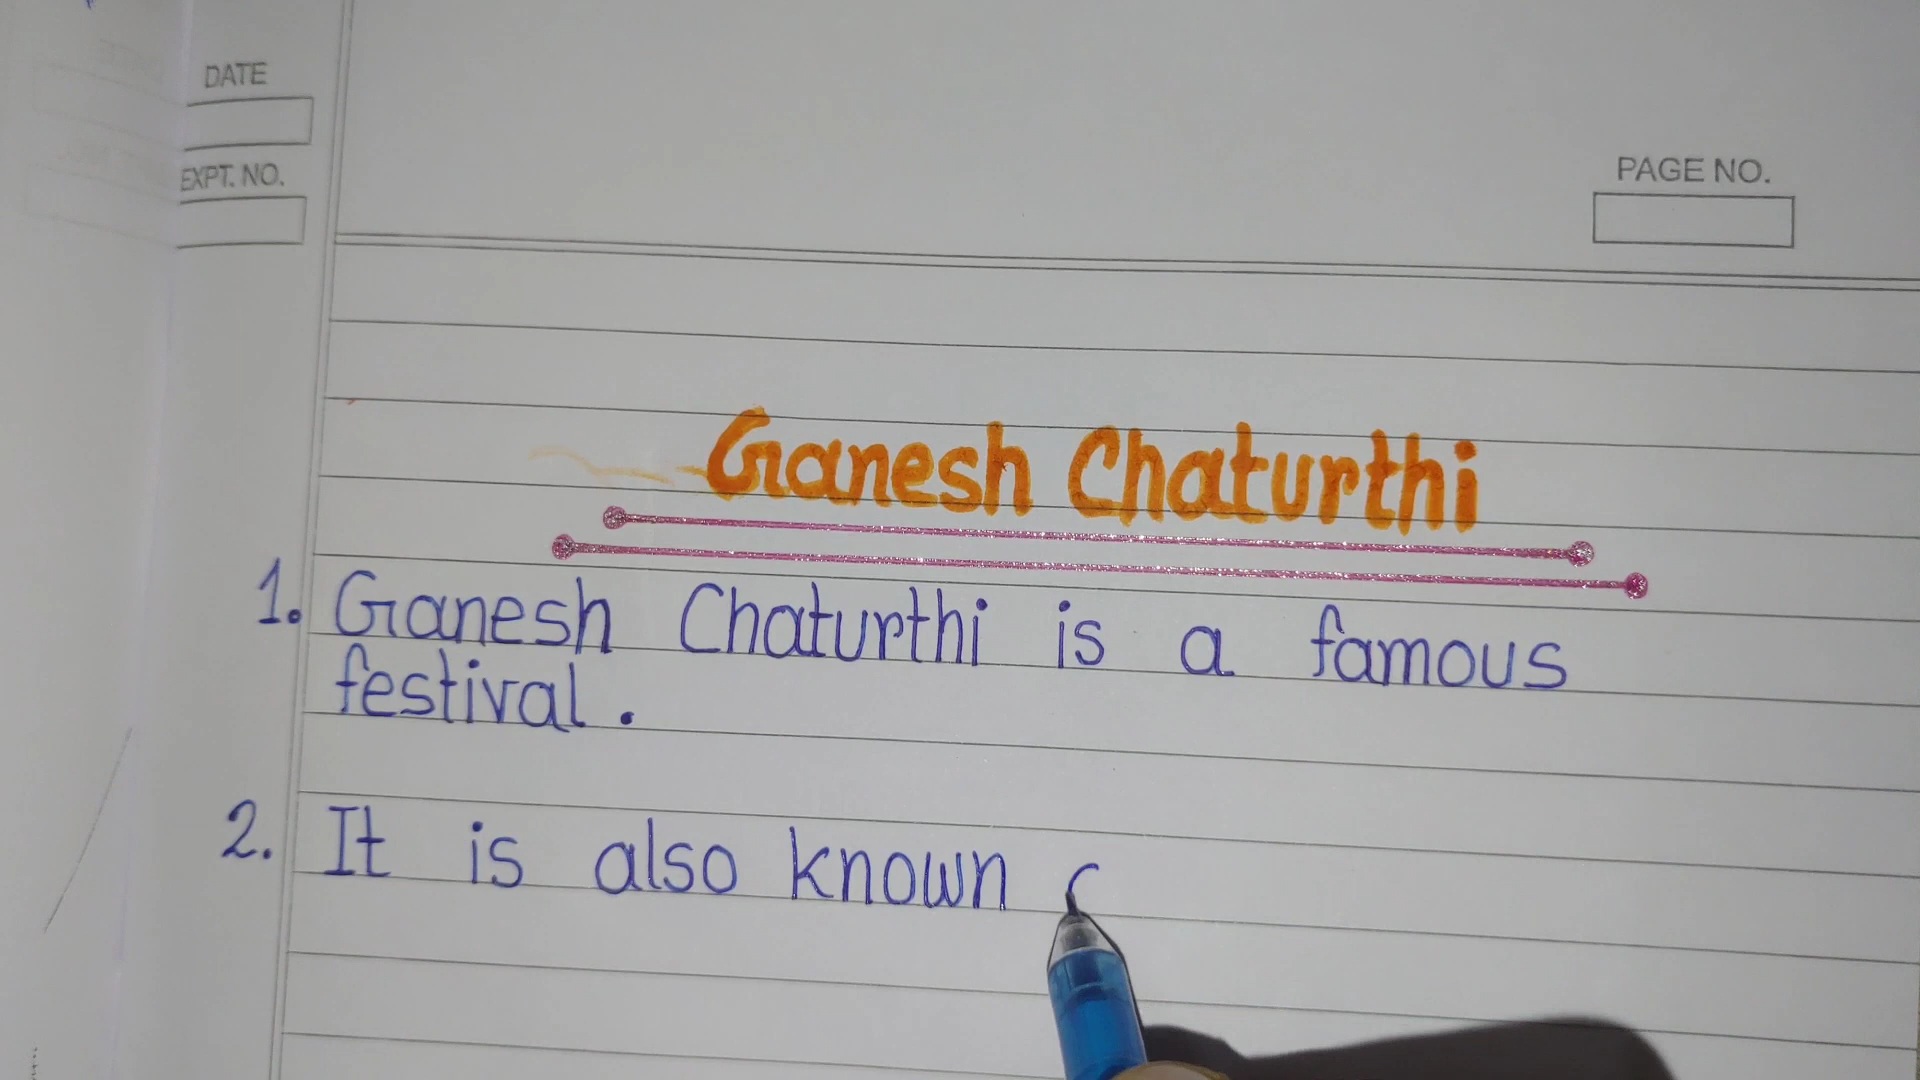 DATE
EXPT. NO.
PAGE NO.
Ganesh Chaturthi
1. Ganesh Chaturthi is a famous
festival.
2. It is also known